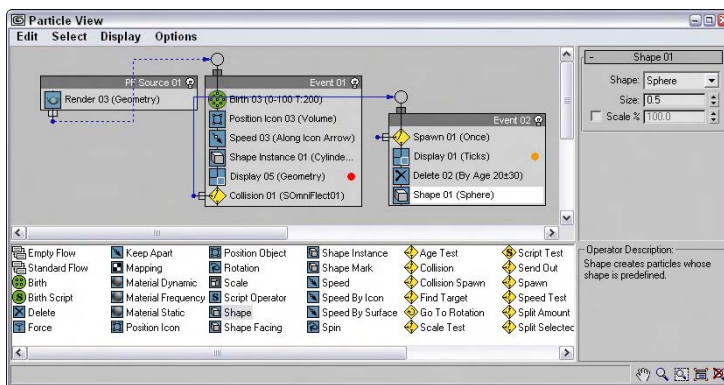 Particle View
Edit Select Display Options
PF Source 01
Render 03 (Geometry)
Event 01
Birth 03 (0-100 T:200)
Position Icon 03 (Volume)
Speed 03 (Along Icon Arrow)
Shape Instance 01 (Cylinde...
Display 05 (Geometry)
Collision 01 (SOmniFlect01)
Event 02
Spawn 01 (Once)
Display 01 (Ticks)
Delete 02 (By Age 20±30)
Shape 01 (Sphere)
- Shape 01
Shape: Sphere
Size: 0.5
Scale % 100.0
Empty Flow Keep Apart Position Object Shape Instance Age Test Script Test
Standard Flow Mapping Rotation Shape Mark Collision Send Out
Birth Material Dynamic Scale Speed Collision Spawn Spawn
Birth Script Material Frequency Script Operator Speed By Icon Find Target Speed Test
Delete Material Static Shape Speed By Surface Go To Rotation Split Amount
Force Position Icon Shape Facing Spin Scale Test Split Selected
Operator Description:
Shape creates particles whose
shape is predefined.